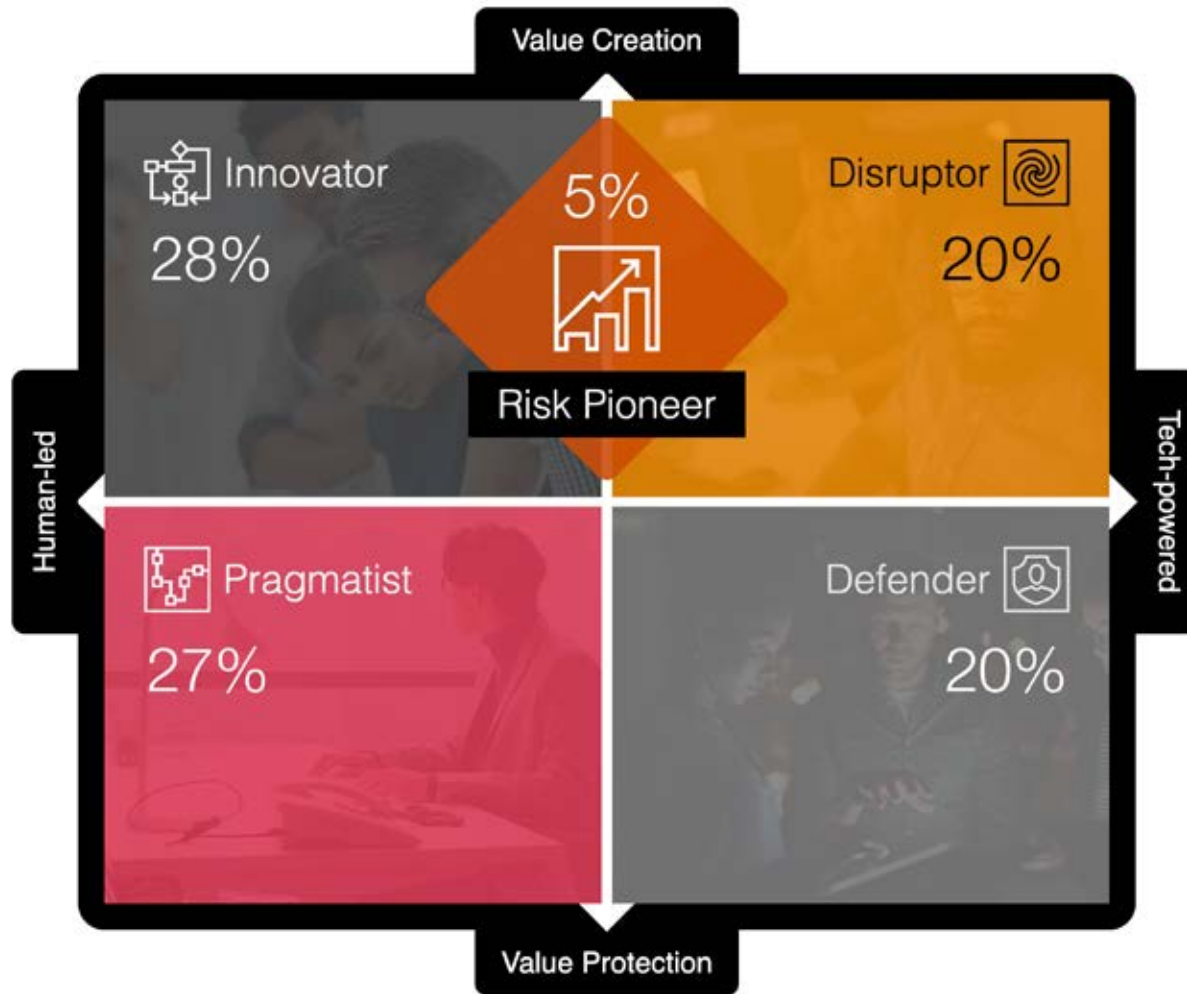 Value Creation
Innovator
28%
5%
Risk Pioneer
Disruptor
20%
Human-led
Tech-powered
Pragmatist
27%
Defender
20%
Value Protection